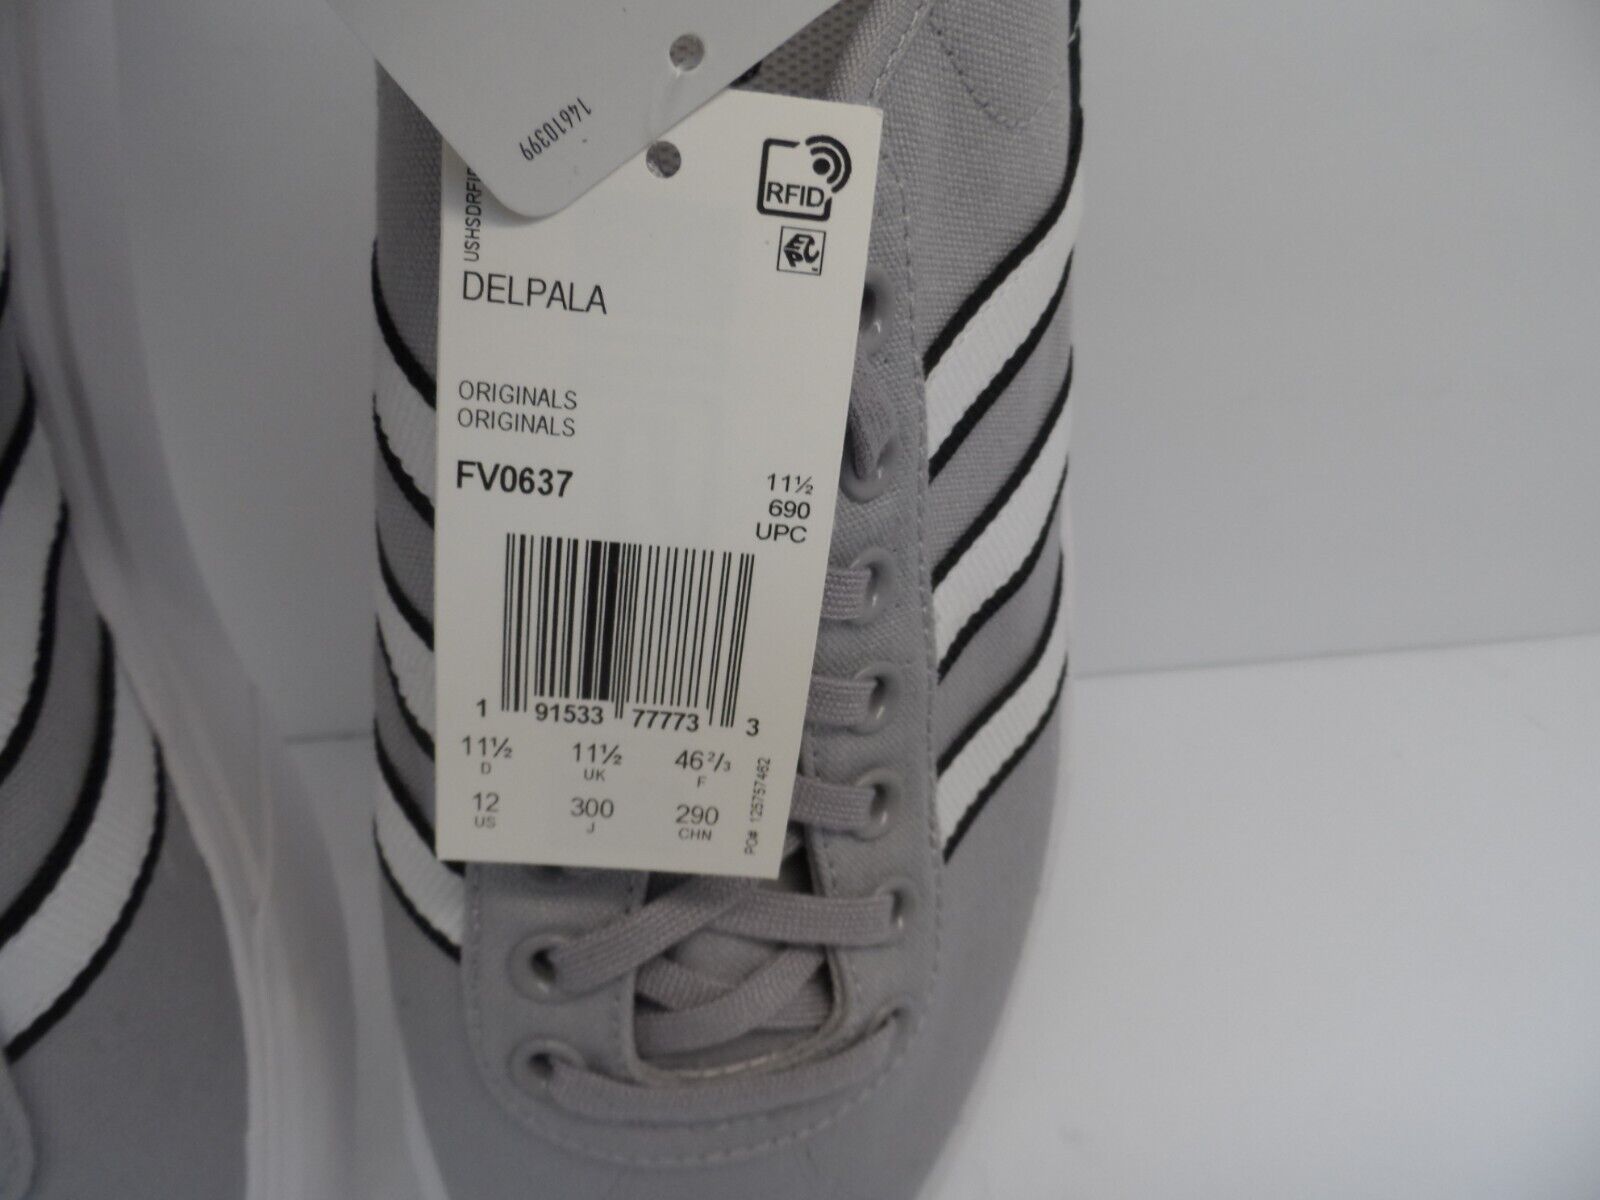 14610399
RFID
EPC
DELPALA
ORIGINALS
ORIGINALS
FV0637
11½
690
UPC
1 91533 77773 3
11½ 11½ 46⅔
D UK F
12 300 290
US J CHN
PO# 125757462